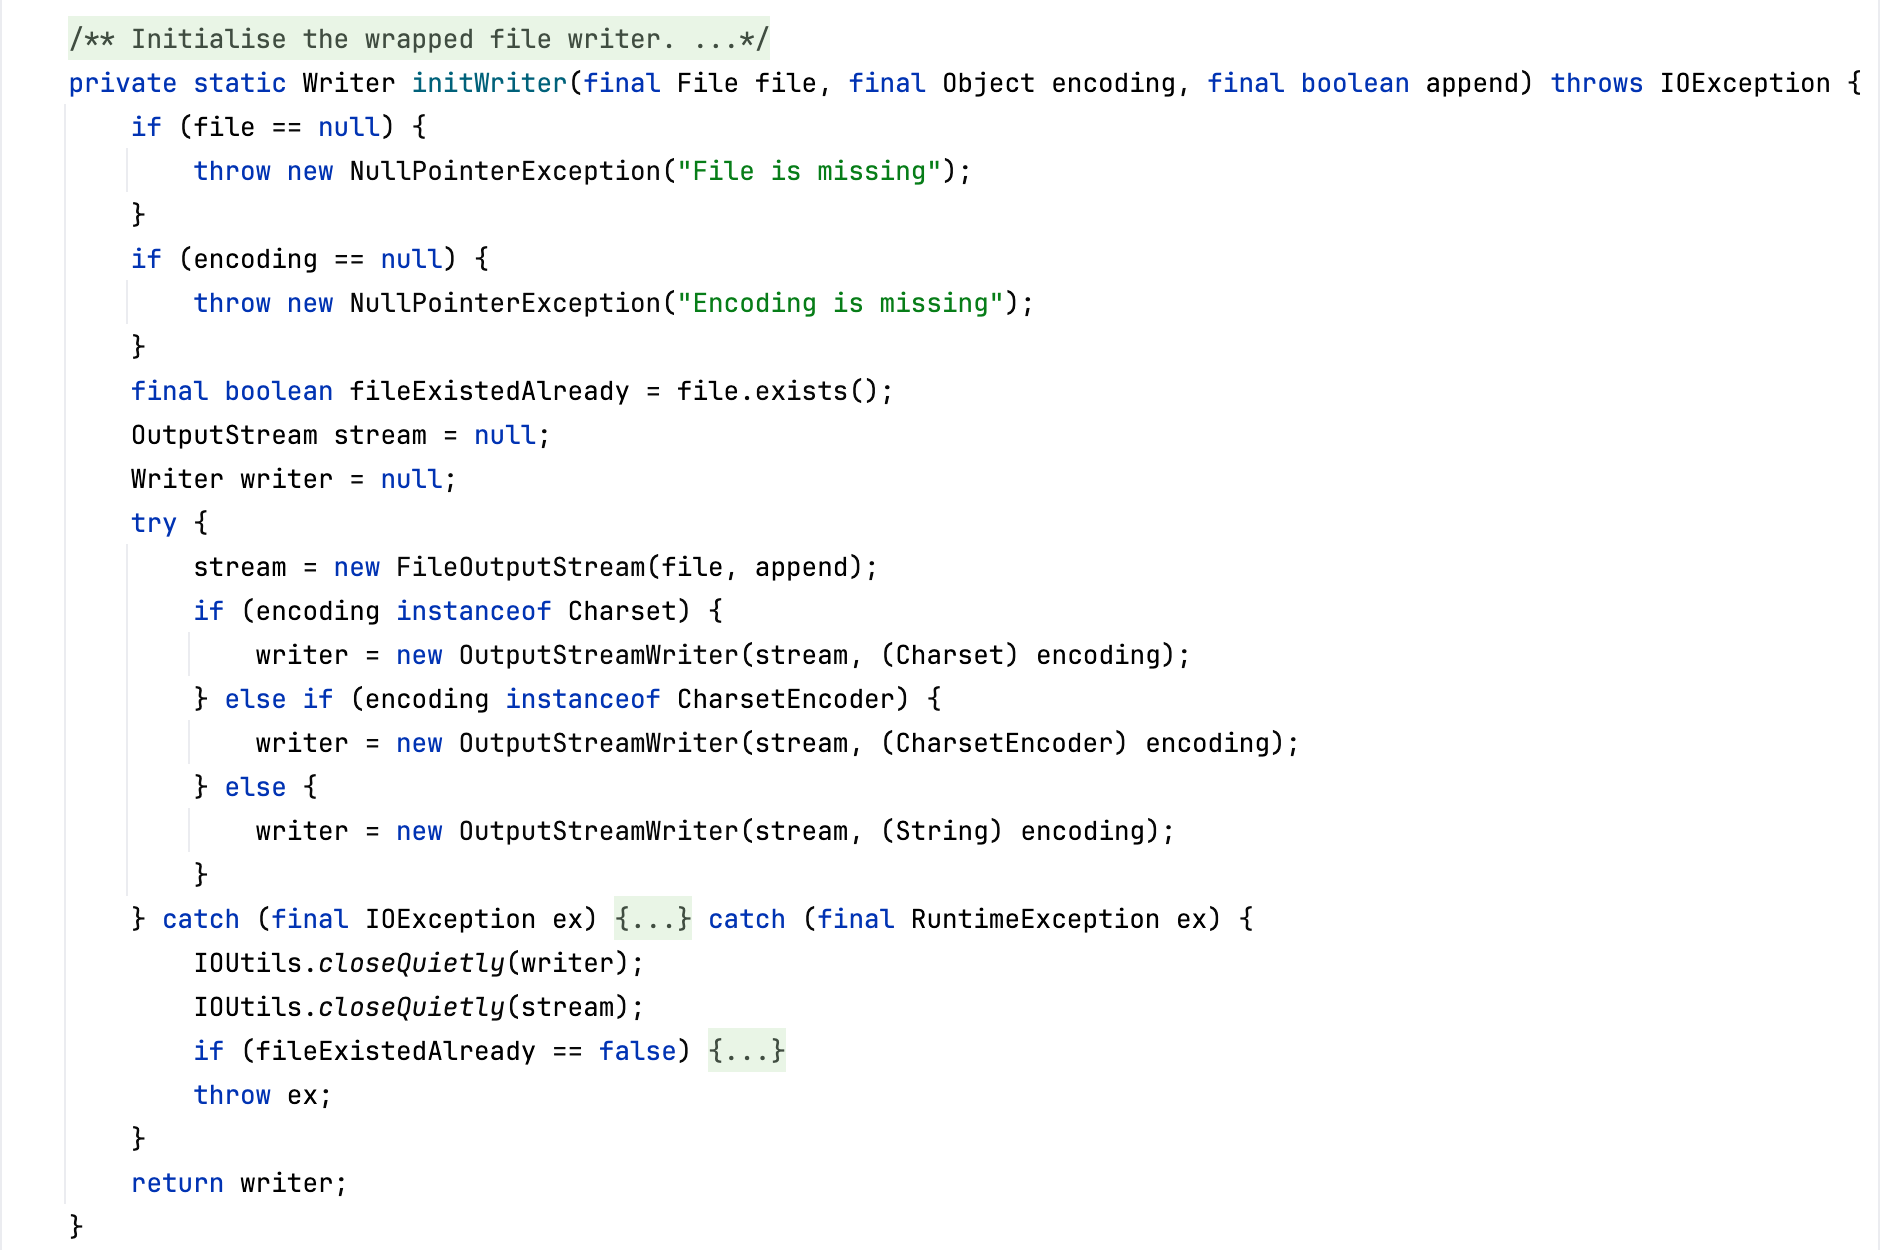 /** Initialise the wrapped file writer. ...*/
private static Writer initWriter(final File file, final Object encoding, final boolean append) throws IOException {
    if (file == null) {
        throw new NullPointerException("File is missing");
    }
    if (encoding == null) {
        throw new NullPointerException("Encoding is missing");
    }
    final boolean fileExistedAlready = file.exists();
    OutputStream stream = null;
    Writer writer = null;
    try {
        stream = new FileOutputStream(file, append);
        if (encoding instanceof Charset) {
            writer = new OutputStreamWriter(stream, (Charset) encoding);
        } else if (encoding instanceof CharsetEncoder) {
            writer = new OutputStreamWriter(stream, (CharsetEncoder) encoding);
        } else {
            writer = new OutputStreamWriter(stream, (String) encoding);
        }
    } catch (final IOException ex) {...} catch (final RuntimeException ex) {
        IOUtils.closeQuietly(writer);
        IOUtils.closeQuietly(stream);
        if (fileExistedAlready == false) {...}
        throw ex;
    }
    return writer;
}